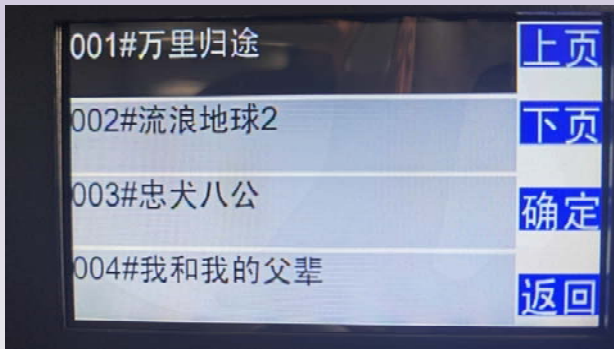 001#万里归途
上页
002#流浪地球2
下页
003#忠犬八公
确定
004#我和我的父辈
返回